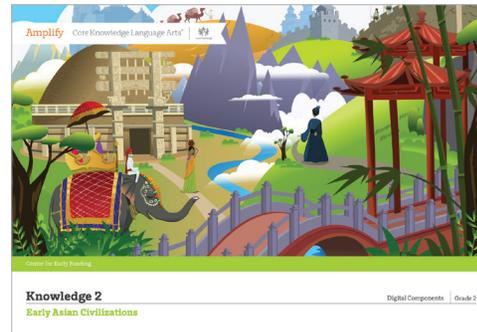 Amplify Core Knowledge Language Arts®
Center for Early Reading
Knowledge 2
Digital Components | Grade 2
Early Asian Civilizations